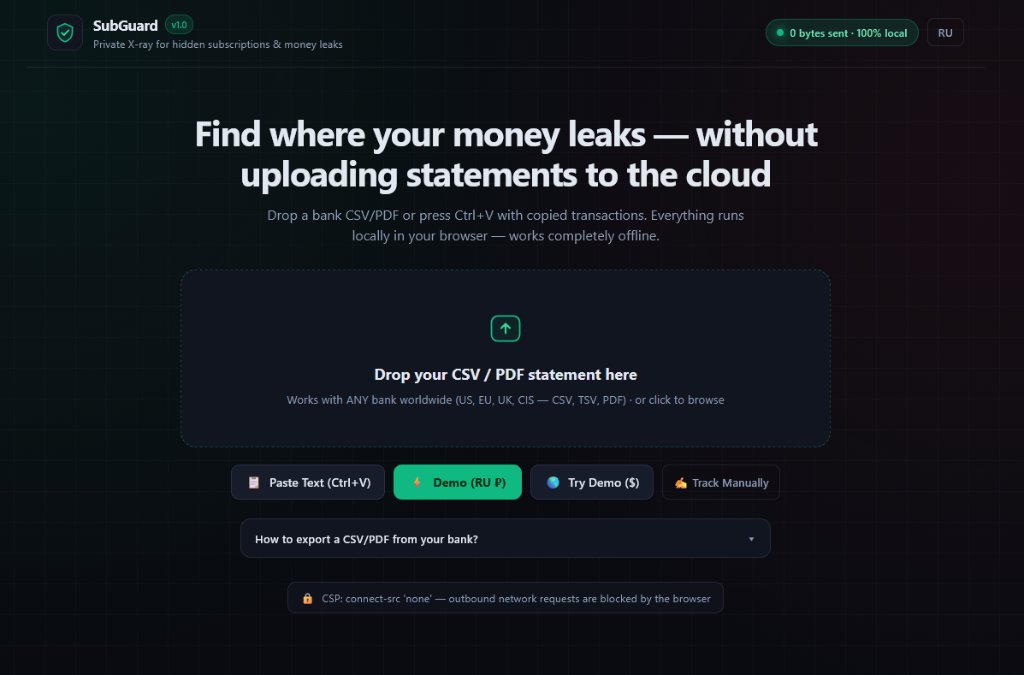 SubGuard v1.0
Private X-ray for hidden subscriptions & money leaks
0 bytes sent · 100% local
RU
Find where your money leaks — without
uploading statements to the cloud
Drop a bank CSV/PDF or press Ctrl+V with copied transactions. Everything runs
locally in your browser — works completely offline.
Drop your CSV / PDF statement here
Works with ANY bank worldwide (US, EU, UK, CIS — CSV, TSV, PDF) · or click to browse
Paste Text (Ctrl+V)
Demo (RU ₽)
Try Demo ($)
Track Manually
How to export a CSV/PDF from your bank?
CSP: connect-src 'none' — outbound network requests are blocked by the browser